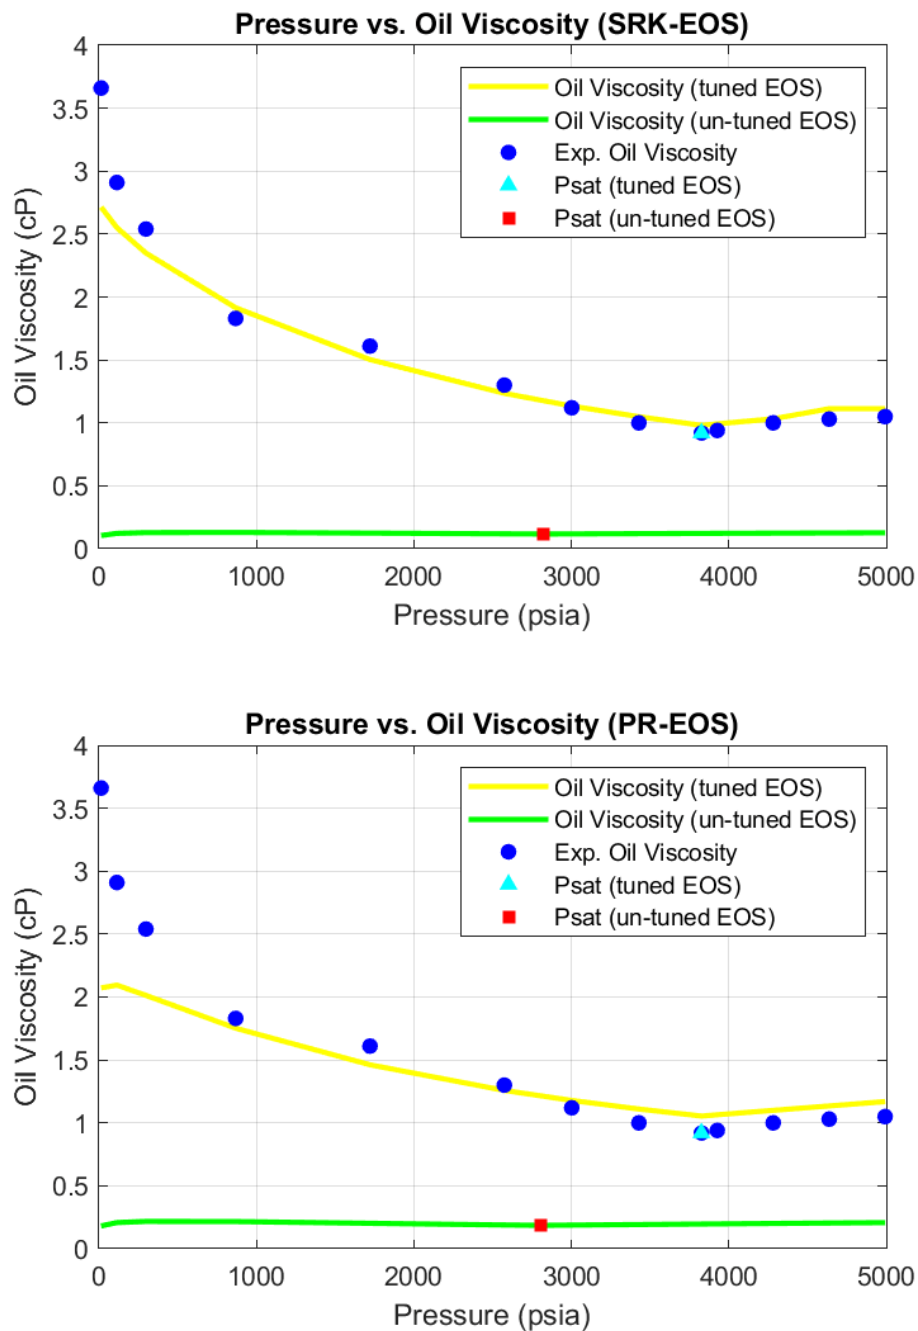 Pressure vs. Oil Viscosity (SRK-EOS)
4
3.5
3
2.5
2
1.5
1
0.5
0
Oil Viscosity (cP)
Oil Viscosity (tuned EOS)
Oil Viscosity (un-tuned EOS)
Exp. Oil Viscosity
Psat (tuned EOS)
Psat (un-tuned EOS)
0 1000 2000 3000 4000 5000
Pressure (psia)
Pressure vs. Oil Viscosity (PR-EOS)
4
3.5
3
2.5
2
1.5
1
0.5
0
Oil Viscosity (cP)
Oil Viscosity (tuned EOS)
Oil Viscosity (un-tuned EOS)
Exp. Oil Viscosity
Psat (tuned EOS)
Psat (un-tuned EOS)
0 1000 2000 3000 4000 5000
Pressure (psia)